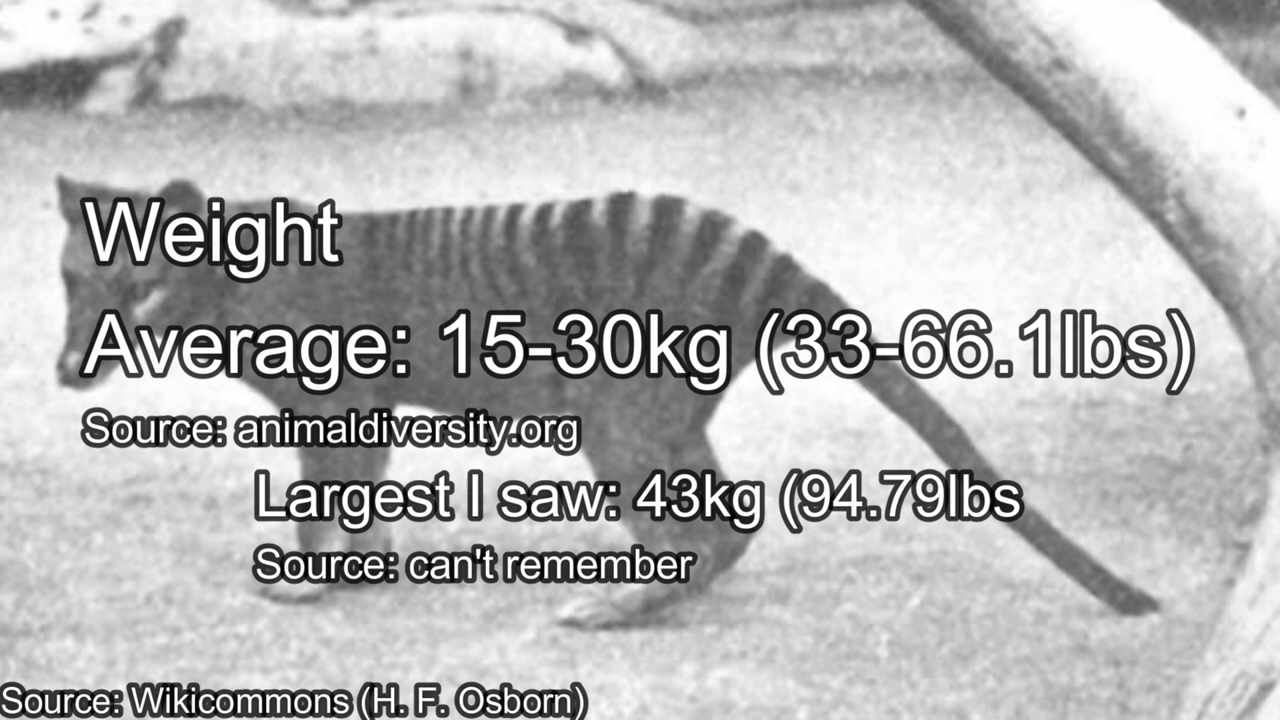 Weight
Average: 15-30kg (33-66.1lbs)
Source: animaldiversity.org
Largest I saw: 43kg (94.79lbs
Source: can't remember
Source: Wikicommons (H. F. Osborn)